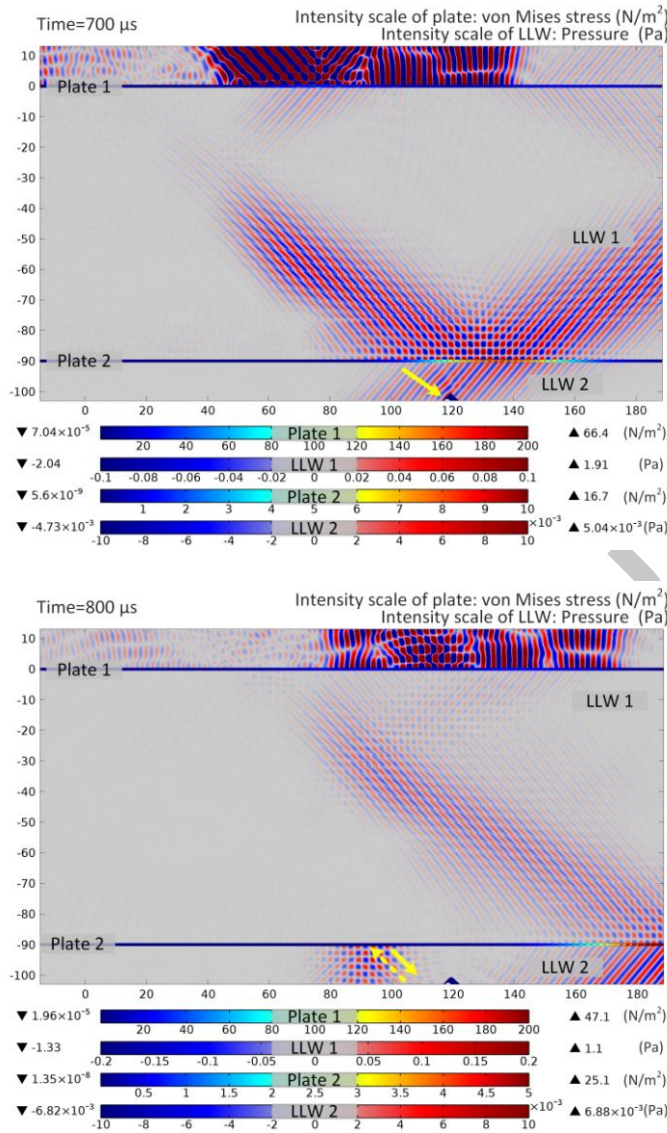 Time=700 μs
Intensity scale of plate: von Mises stress (N/m²)
Intensity scale of LLW: Pressure (Pa)
10
0
-10
-20
-30
-40
-50
-60
-70
-80
-90
-100
Plate 1
LLW 1
Plate 2
LLW 2
0 20 40 60 80 100 120 140 160 180
▼ 7.04×10⁻⁵ Plate 1 ▲ 66.4 (N/m²)
20 40 60 80 100 120 140 160 180 200
▼ -2.04 LLW 1 ▲ 1.91 (Pa)
-0.1 -0.08 -0.06 -0.04 -0.02 0 0.02 0.04 0.06 0.08 0.1
▼ 5.6×10⁻⁹ Plate 2 ▲ 16.7 (N/m²)
1 2 3 4 5 6 7 8 9 10
▼ -4.73×10⁻³ LLW 2 ×10⁻³ ▲ 5.04×10⁻³ (Pa)
-10 -8 -6 -4 -2 0 2 4 6 8 10
Time=800 μs
Intensity scale of plate: von Mises stress (N/m²)
Intensity scale of LLW: Pressure (Pa)
10
0
-10
-20
-30
-40
-50
-60
-70
-80
-90
-100
Plate 1
LLW 1
Plate 2
LLW 2
0 20 40 60 80 100 120 140 160 180
▼ 1.96×10⁻⁵ Plate 1 ▲ 47.1 (N/m²)
20 40 60 80 100 120 140 160 180 200
▼ -1.33 LLW 1 ▲ 1.1 (Pa)
-0.2 -0.15 -0.1 -0.05 0 0.05 0.1 0.15 0.2
▼ 1.35×10⁻⁸ Plate 2 ▲ 25.1 (N/m²)
0.5 1 1.5 2 2.5 3 3.5 4 4.5 5
▼ -6.82×10⁻³ LLW 2 ×10⁻³ ▲ 6.88×10⁻³ (Pa)
-10 -8 -6 -4 -2 0 2 4 6 8 10